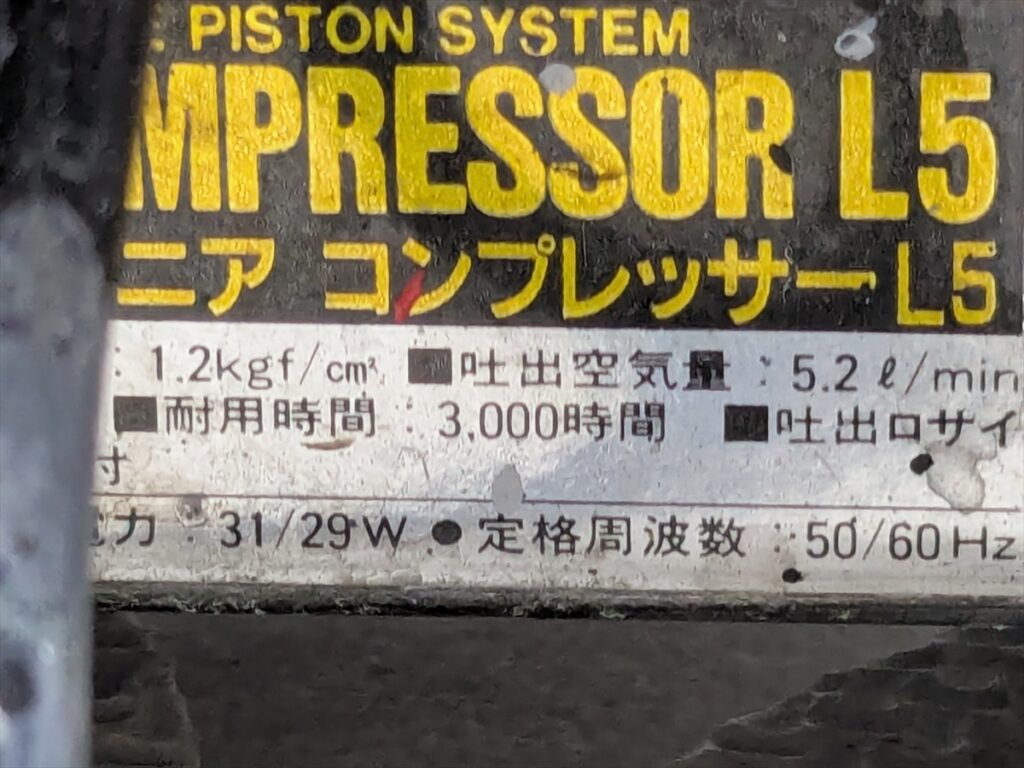 PISTON SYSTEM
MPRESSOR L5
ニア コンプレッサー L5
: 1.2kgf/cm² ■吐出空気量 : 5.2ℓ/min
■耐用時間 : 3,000時間 ■吐出口サイ
寸
力 : 31/29W ●定格周波数 : 50/60Hz